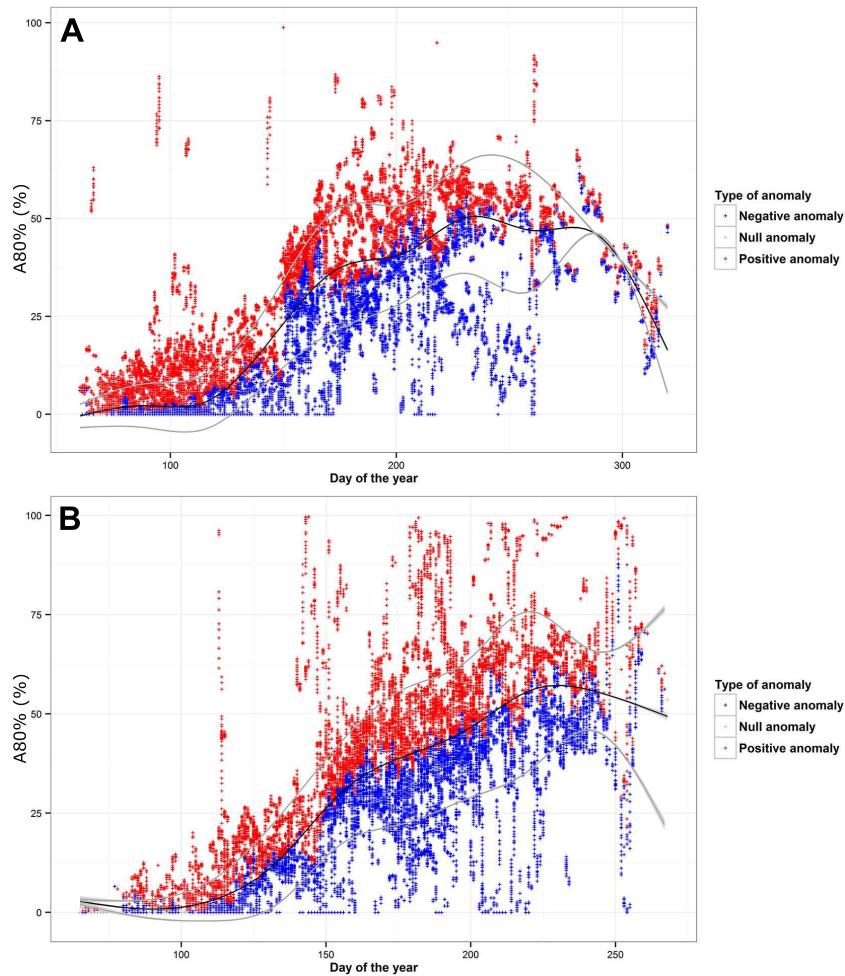 A
100
75
50
25
0
A80% (%)
100
200
300
Day of the year
Type of anomaly
Negative anomaly
Null anomaly
Positive anomaly
B
100
75
50
25
0
A80% (%)
100
150
200
250
Day of the year
Type of anomaly
Negative anomaly
Null anomaly
Positive anomaly